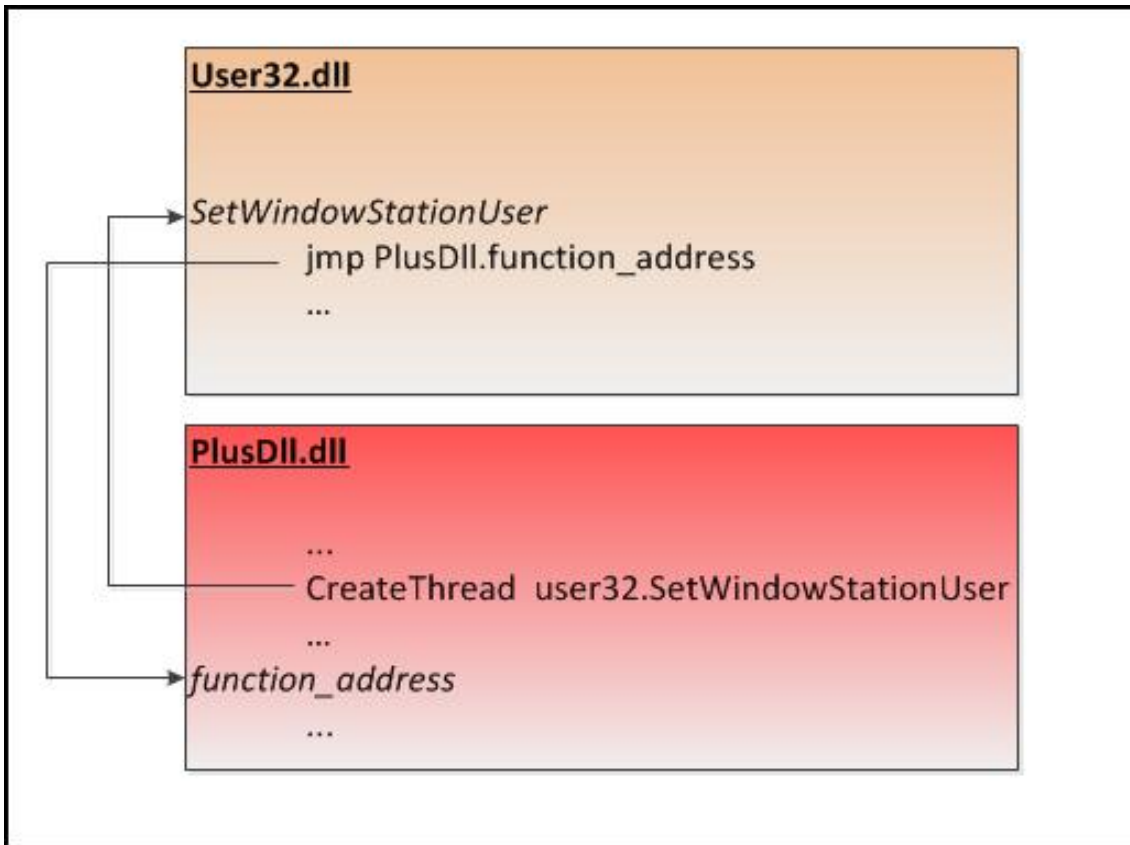 User32.dll
SetWindowStationUser
jmp PlusDll.function_address
...
PlusDll.dll
...
CreateThread user32.SetWindowStationUser
...
function_address
...